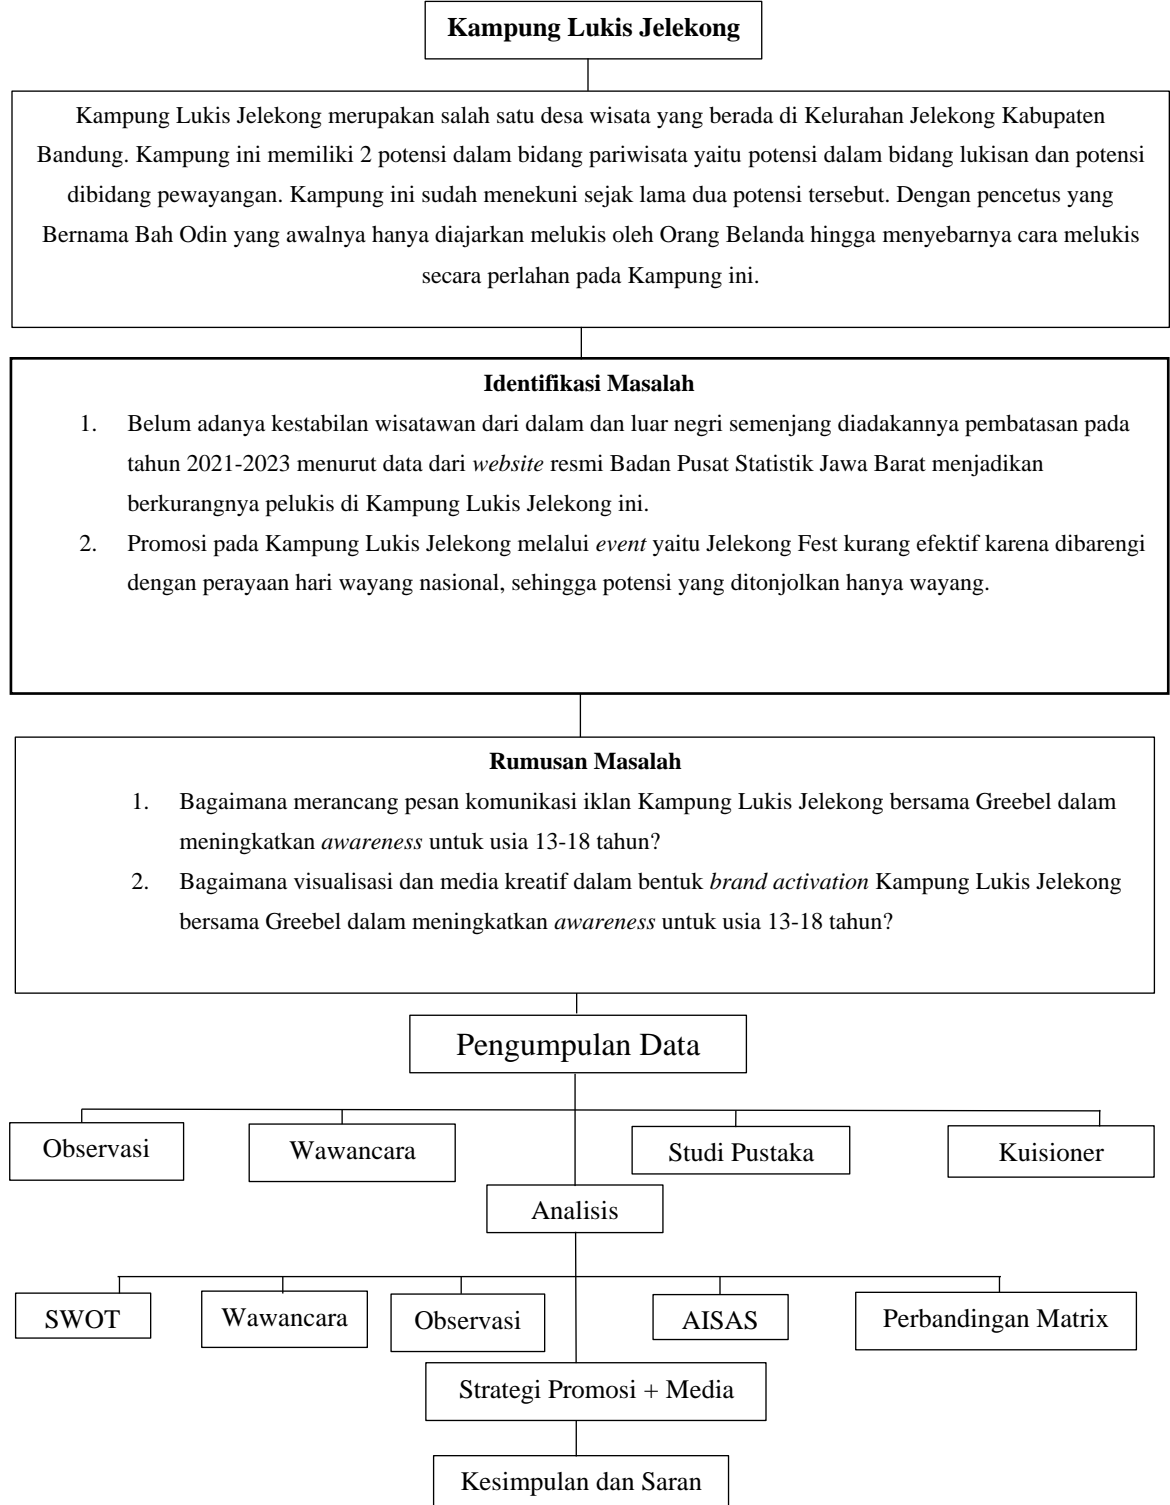 Kampung Lukis Jelekong
Kampung Lukis Jelekong merupakan salah satu desa wisata yang berada di Kelurahan Jelekong Kabupaten
Bandung. Kampung ini memiliki 2 potensi dalam bidang pariwisata yaitu potensi dalam bidang lukisan dan potensi
dibidang pewayangan. Kampung ini sudah menekuni sejak lama dua potensi tersebut. Dengan pencetus yang
Bernama Bah Odin yang awalnya hanya diajarkan melukis oleh Orang Belanda hingga menyebarnya cara melukis
secara perlahan pada Kampung ini.
Identifikasi Masalah
1. Belum adanya kestabilan wisatawan dari dalam dan luar negri semenjang diadakannya pembatasan pada
tahun 2021-2023 menurut data dari website resmi Badan Pusat Statistik Jawa Barat menjadikan
berkurangnya pelukis di Kampung Lukis Jelekong ini.
2. Promosi pada Kampung Lukis Jelekong melalui event yaitu Jelekong Fest kurang efektif karena dibarengi
dengan perayaan hari wayang nasional, sehingga potensi yang ditonjolkan hanya wayang.
Rumusan Masalah
1. Bagaimana merancang pesan komunikasi iklan Kampung Lukis Jelekong bersama Greebel dalam
meningkatkan awareness untuk usia 13-18 tahun?
2. Bagaimana visualisasi dan media kreatif dalam bentuk brand activation Kampung Lukis Jelekong
bersama Greebel dalam meningkatkan awareness untuk usia 13-18 tahun?
Pengumpulan Data
Observasi
Wawancara
Studi Pustaka
Kuisioner
Analisis
SWOT
Wawancara
Observasi
AISAS
Perbandingan Matrix
Strategi Promosi + Media
Kesimpulan dan Saran